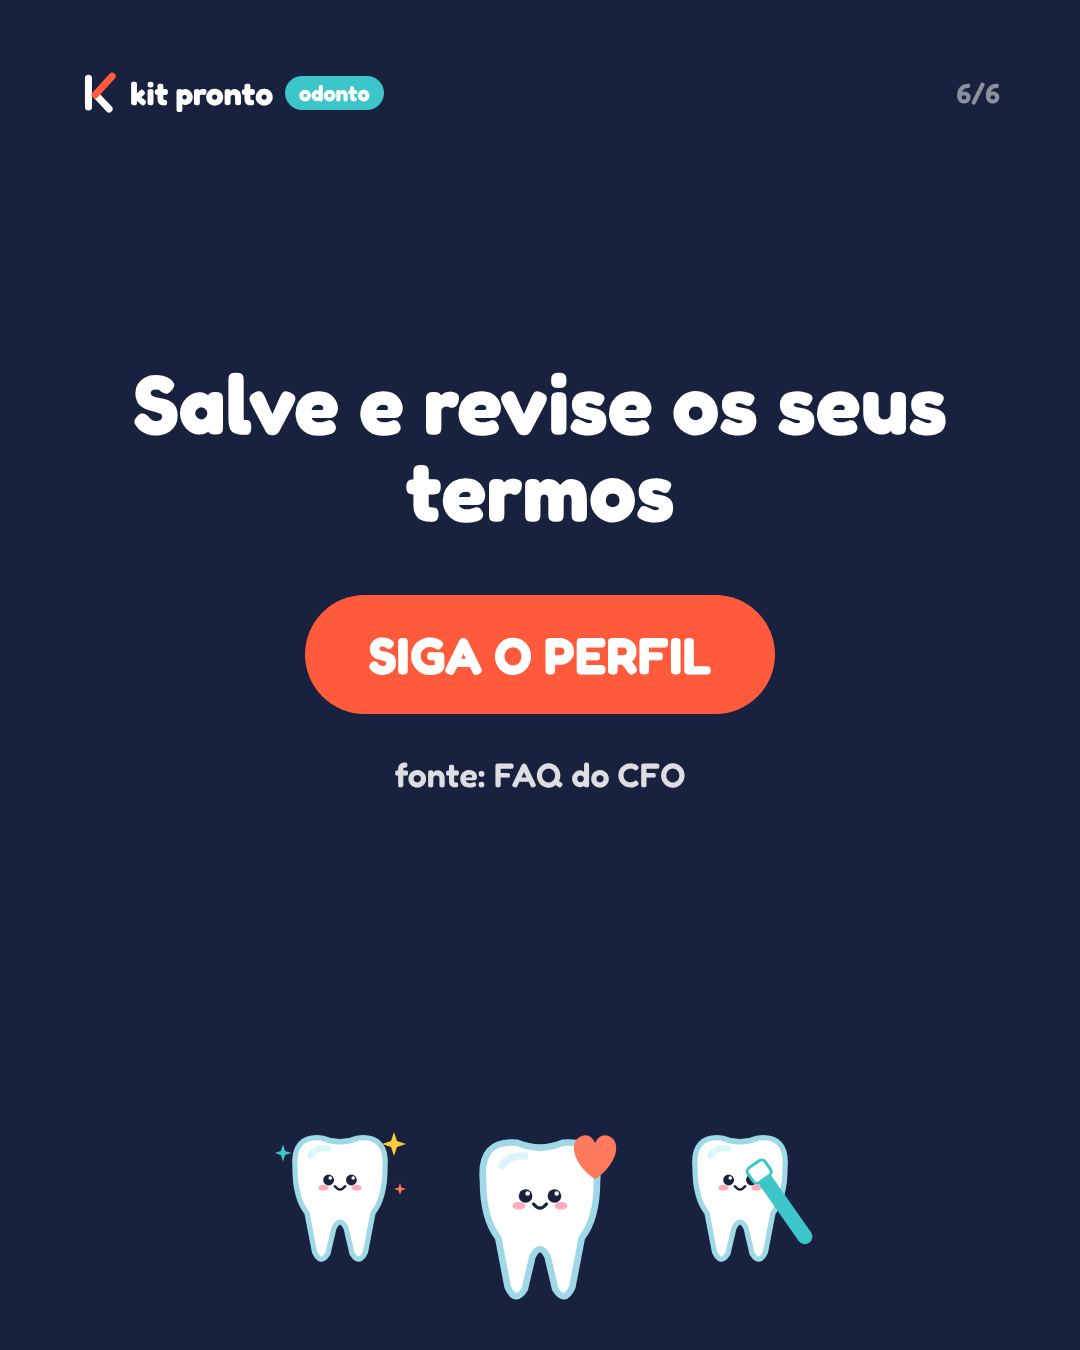 kit pronto odonto
6/6
Salve e revise os seus
termos
SIGA O PERFIL
fonte: FAQ do CFO